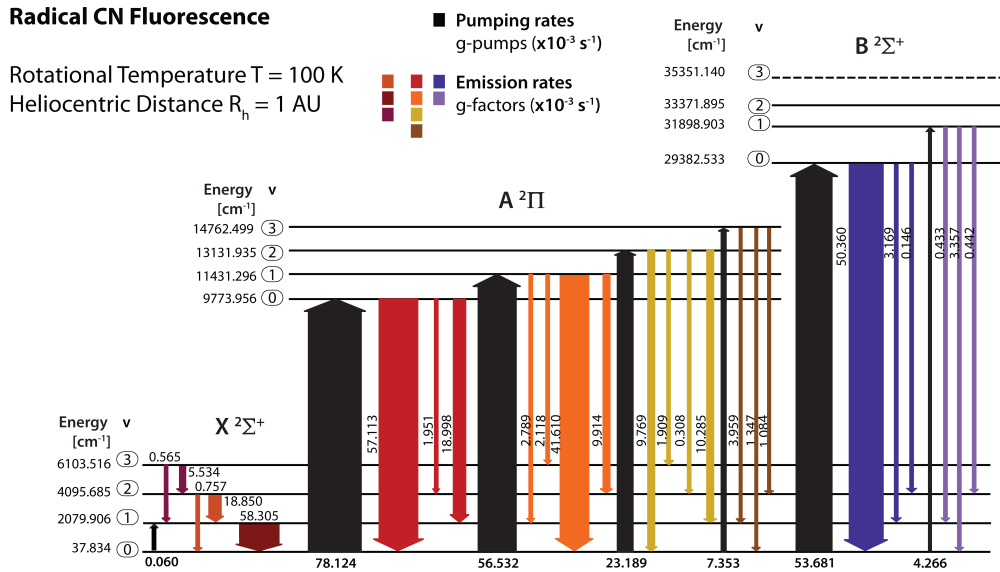 Radical CN Fluorescence
Rotational Temperature T = 100 K
Heliocentric Distance Rₕ = 1 AU
Pumping rates
g-pumps (x10⁻³ s⁻¹)
Emission rates
g-factors (x10⁻³ s⁻¹)
Energy v
[cm⁻¹]
B ²Σ⁺
35351.140 3
33371.895 2
31898.903 1
29382.533 0
Energy v
[cm⁻¹]
A ²Π
14762.499 3
13131.935 2
11431.296 1
9773.956 0
Energy v
[cm⁻¹]
X ²Σ⁺
6103.516 3
4095.685 2
2079.906 1
37.834 0
0.565
5.534
0.757
18.850
58.305
57.113
1.951
18.998
2.789
2.118
41.610
9.914
9.769
1.909
0.308
10.285
3.959
1.347
1.084
50.360
3.169
0.146
0.433
3.357
0.442
0.060 78.124 56.532 23.189 7.353 53.681 4.266